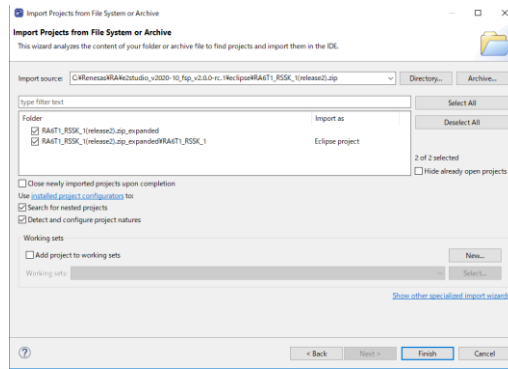 Import Projects from File System or Archive
Import Projects from File System or Archive
This wizard analyzes the content of your folder or archive file to find projects and import them in the IDE.
Import source: C:¥Renesas¥RA¥e2studio_v2020-10_fsp_v2.0.0-rc.1¥eclipse¥RA6T1_RSSK_1(release2).zip Directory... Archive...
type filter text Select All
Folder Import as Deselect All
RA6T1_RSSK_1(release2).zip_expanded
RA6T1_RSSK_1(release2).zip_expanded¥RA6T1_RSSK_1 Eclipse project
2 of 2 selected
Hide already open projects
Close newly imported projects upon completion
Use installed project configurators to:
Search for nested projects
Detect and configure project natures
Working sets
Add project to working sets New...
Working sets: Select...
Show other specialized import wizards
? < Back Next > Finish Cancel